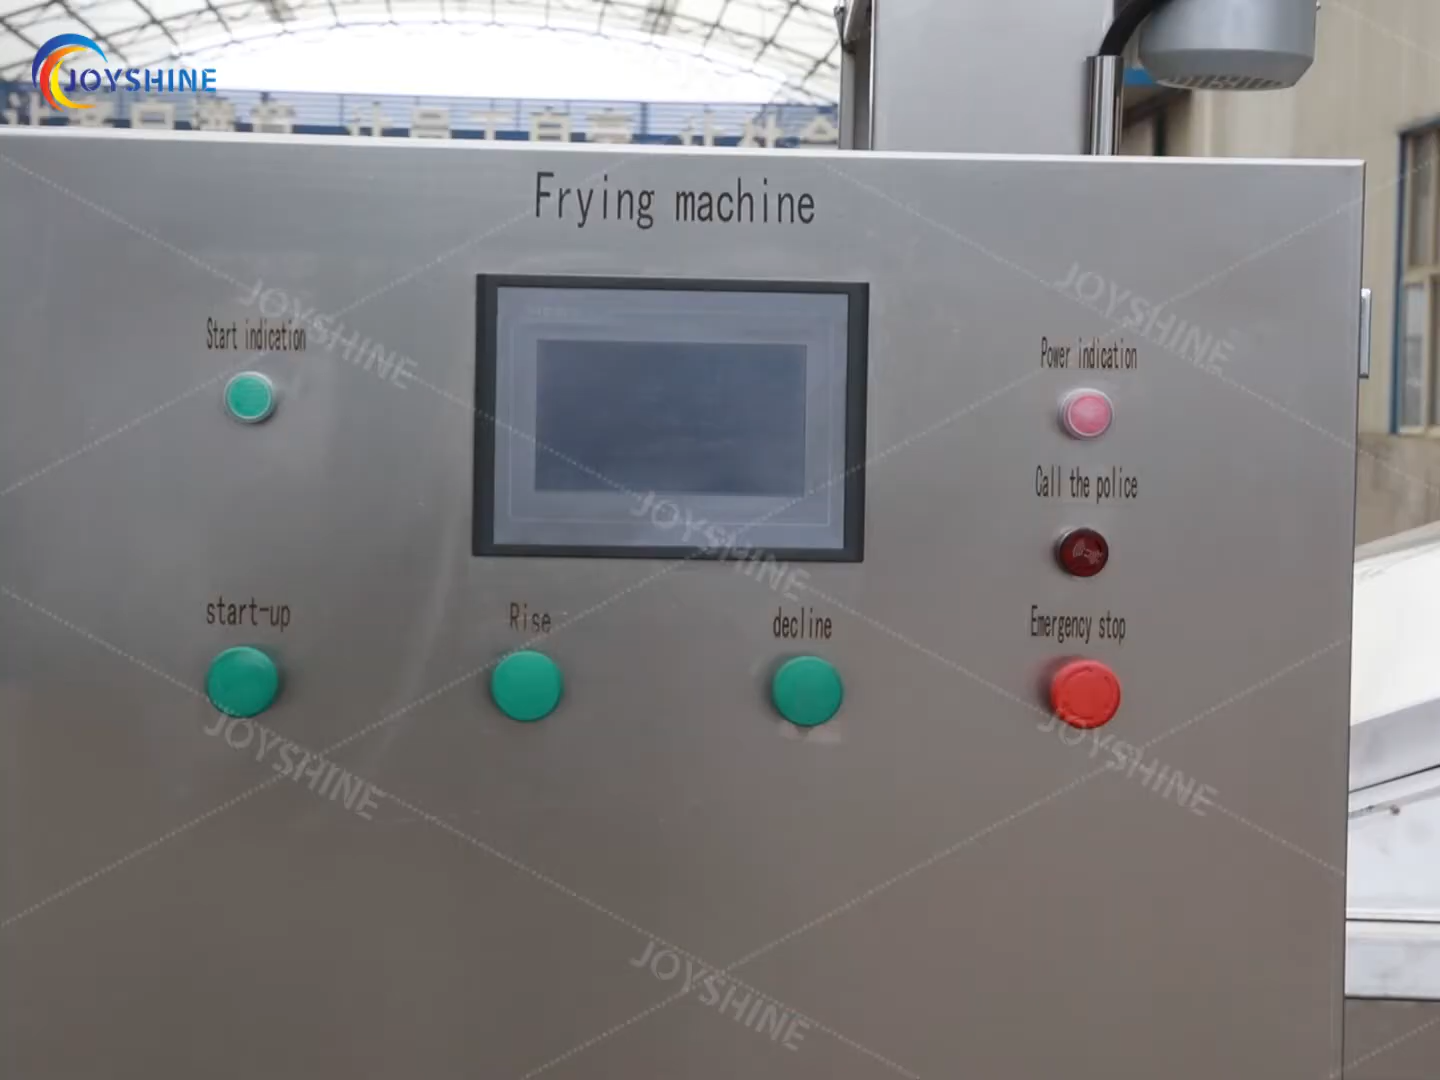 JOYSHINE
Frying machine
Start indication
Power indication
Call the police
start-up
Rise
decline
Emergency stop
JOYSHINE
JOYSHINE
JOYSHINE
JOYSHINE
JOYSHINE
JOYSHINE